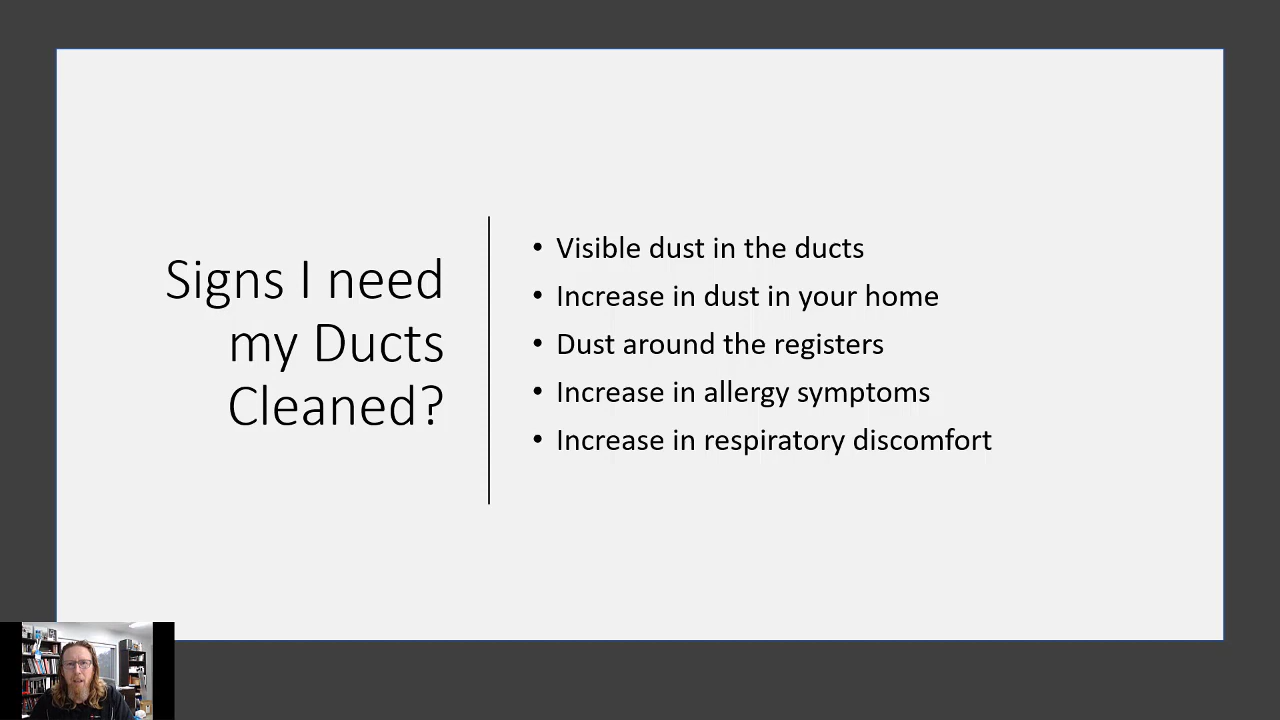 Signs I need
my Ducts
Cleaned?
• Visible dust in the ducts
• Increase in dust in your home
• Dust around the registers
• Increase in allergy symptoms
• Increase in respiratory discomfort